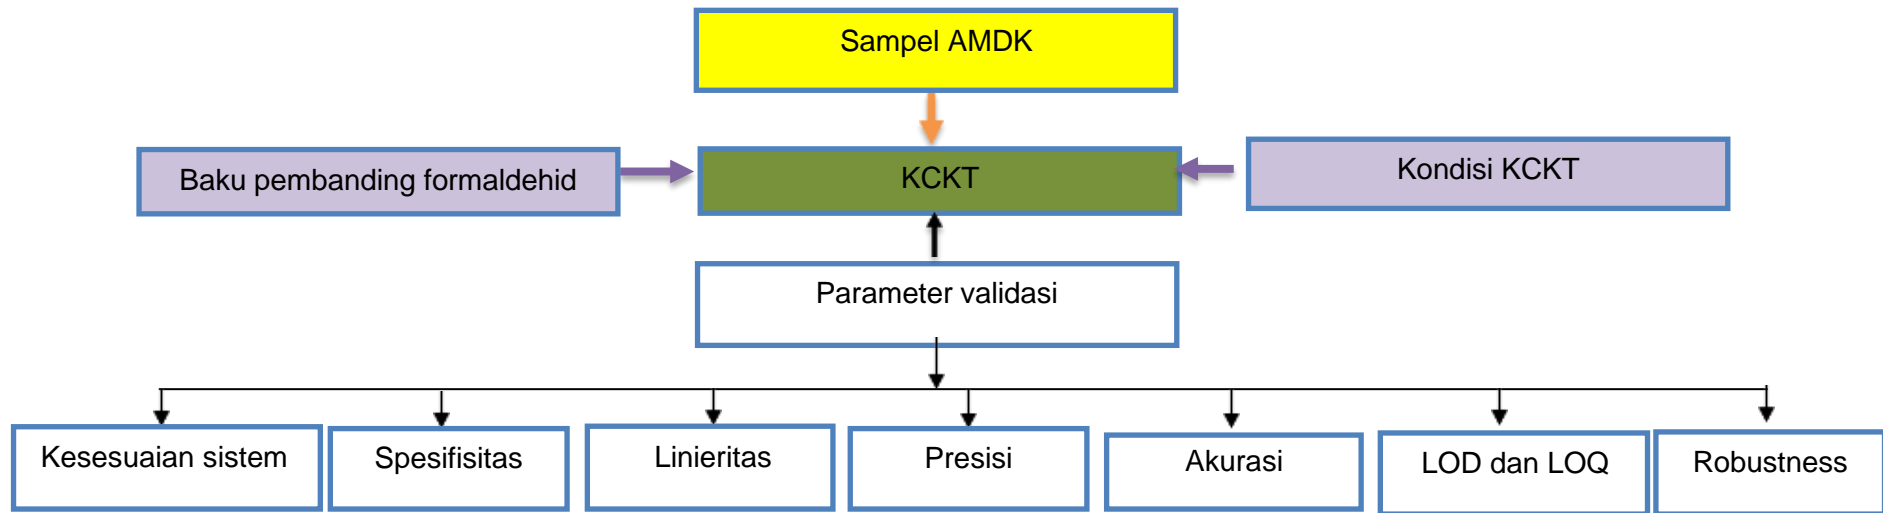 Sampel AMDK
Baku pembanding formaldehid
KCKT
Kondisi KCKT
Parameter validasi
Kesesuaian sistem
Spesifisitas
Linieritas
Presisi
Akurasi
LOD dan LOQ
Robustness